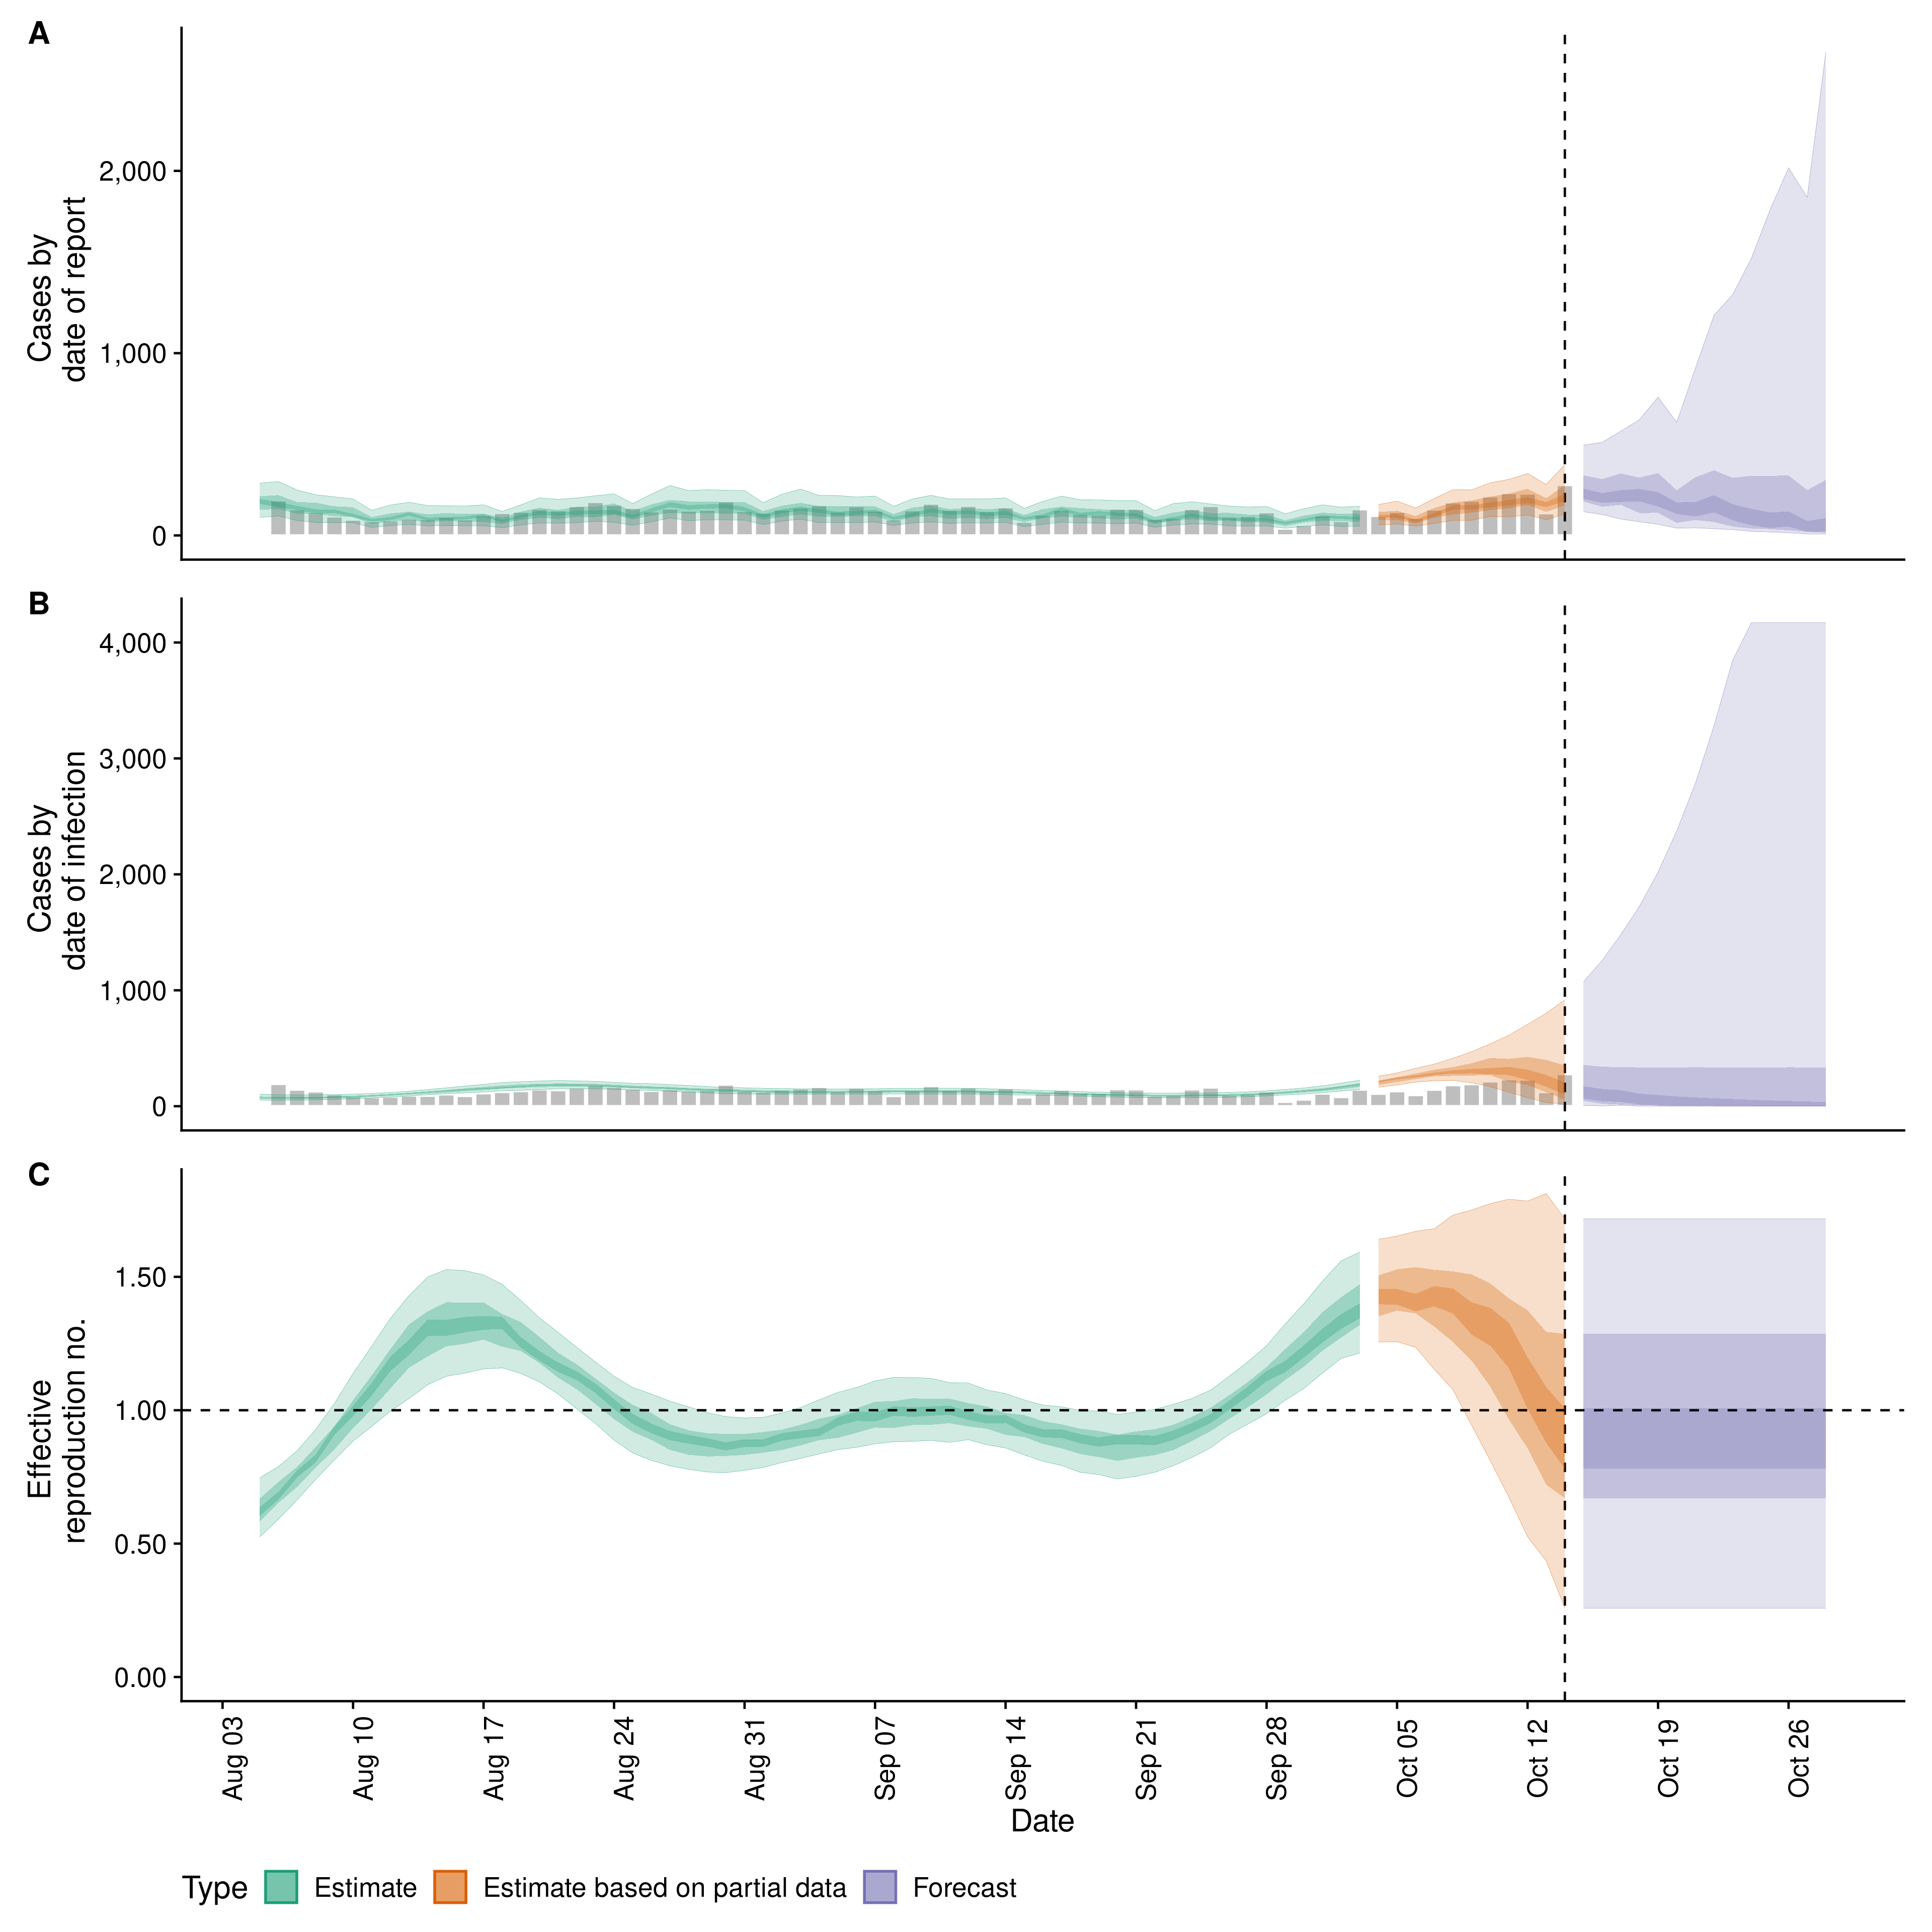 A
Cases by
date of report
2,000
1,000
0
B
Cases by
date of infection
4,000
3,000
2,000
1,000
0
C
Effective
reproduction no.
1.50
1.00
0.50
0.00
Aug 03
Aug 10
Aug 17
Aug 24
Aug 31
Sep 07
Sep 14
Sep 21
Sep 28
Oct 05
Oct 12
Oct 19
Oct 26
Date
Type Estimate Estimate based on partial data Forecast